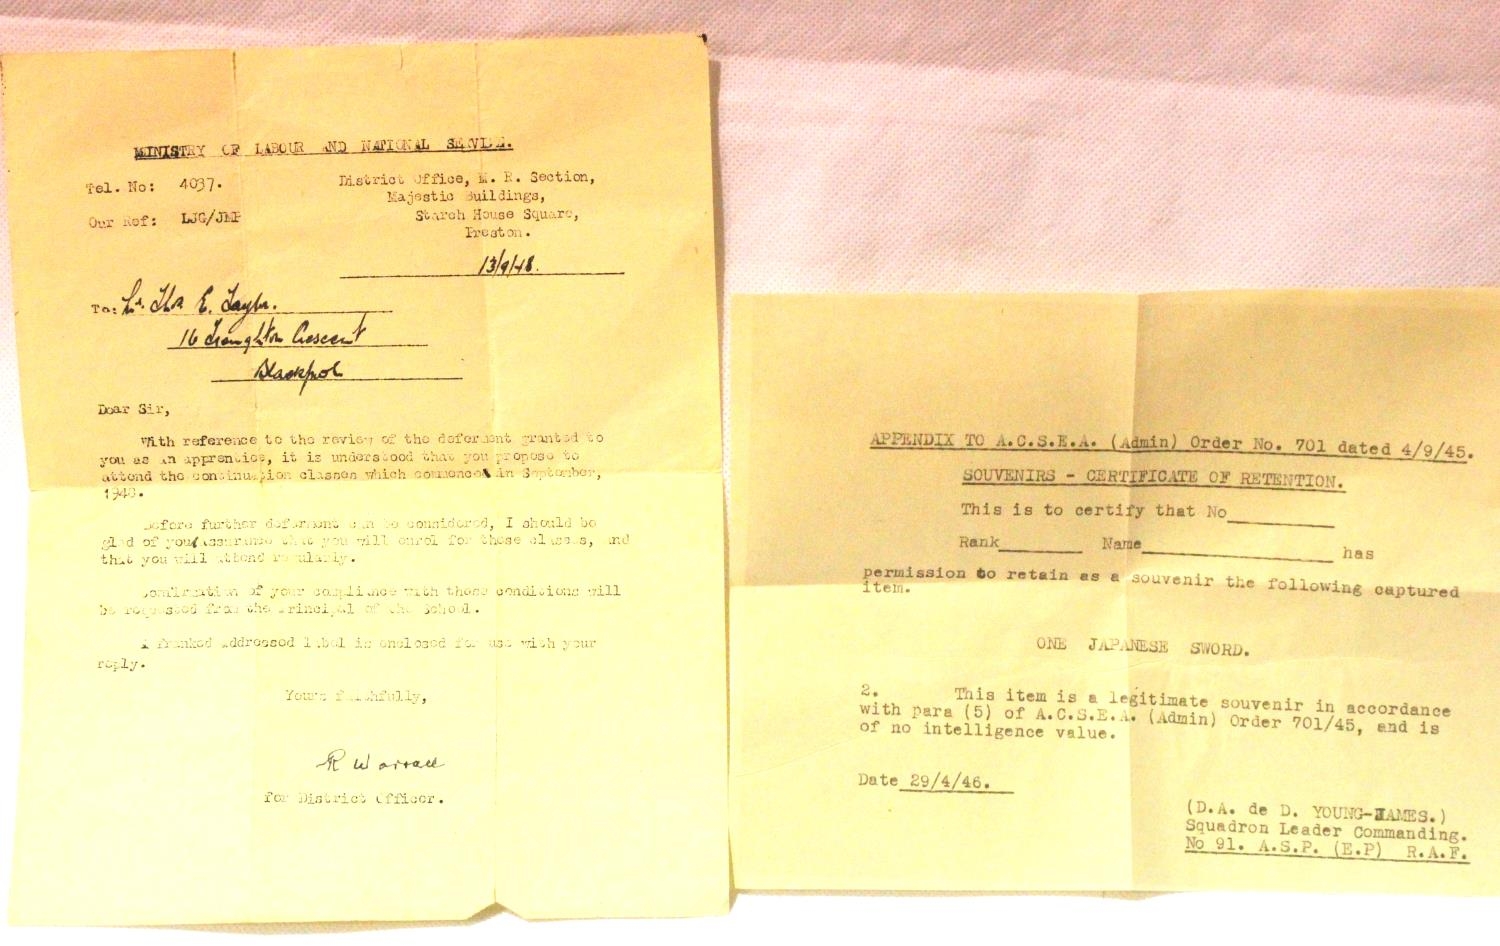 MINISTRY OF LABOUR AND NATIONAL SERVICE.
Tel. No: 4037.
Our Ref: LJG/JMP
District Office, M. R. Section,
Majestic Buildings,
Starch House Square,
Preston.
13/9/48.
To: E. Taylor.
16 Troughton Crescent
Blackpool
Dear Sir,
With reference to the review of the deferment granted to
you as an apprentice, it is understood that you propose to
attend the continuation classes which commence in September,
1948.
Before further deferment can be considered, I should be
glad of your assurance that you will enrol for these classes, and
that you will attend regularly.
Confirmation of your compliance with these conditions will
be requested from the Principal of the School.
A franked addressed label is enclosed for use with your
reply.
Yours faithfully,
R Worrall
for District Officer.
APPENDIX TO A.C.S.E.A. (Admin) Order No. 701 dated 4/9/45.
SOUVENIRS - CERTIFICATE OF RETENTION.
This is to certify that No
Rank Name has
permission to retain as a souvenir the following captured
item.
ONE JAPANESE SWORD.
2. This item is a legitimate souvenir in accordance
with para (5) of A.C.S.E.A. (Admin) Order 701/45, and is
of no intelligence value.
Date 29/4/46.
(D.A. de D. YOUNG-JAMES.)
Squadron Leader Commanding.
No 91. A.S.P. (E.P) R.A.F.